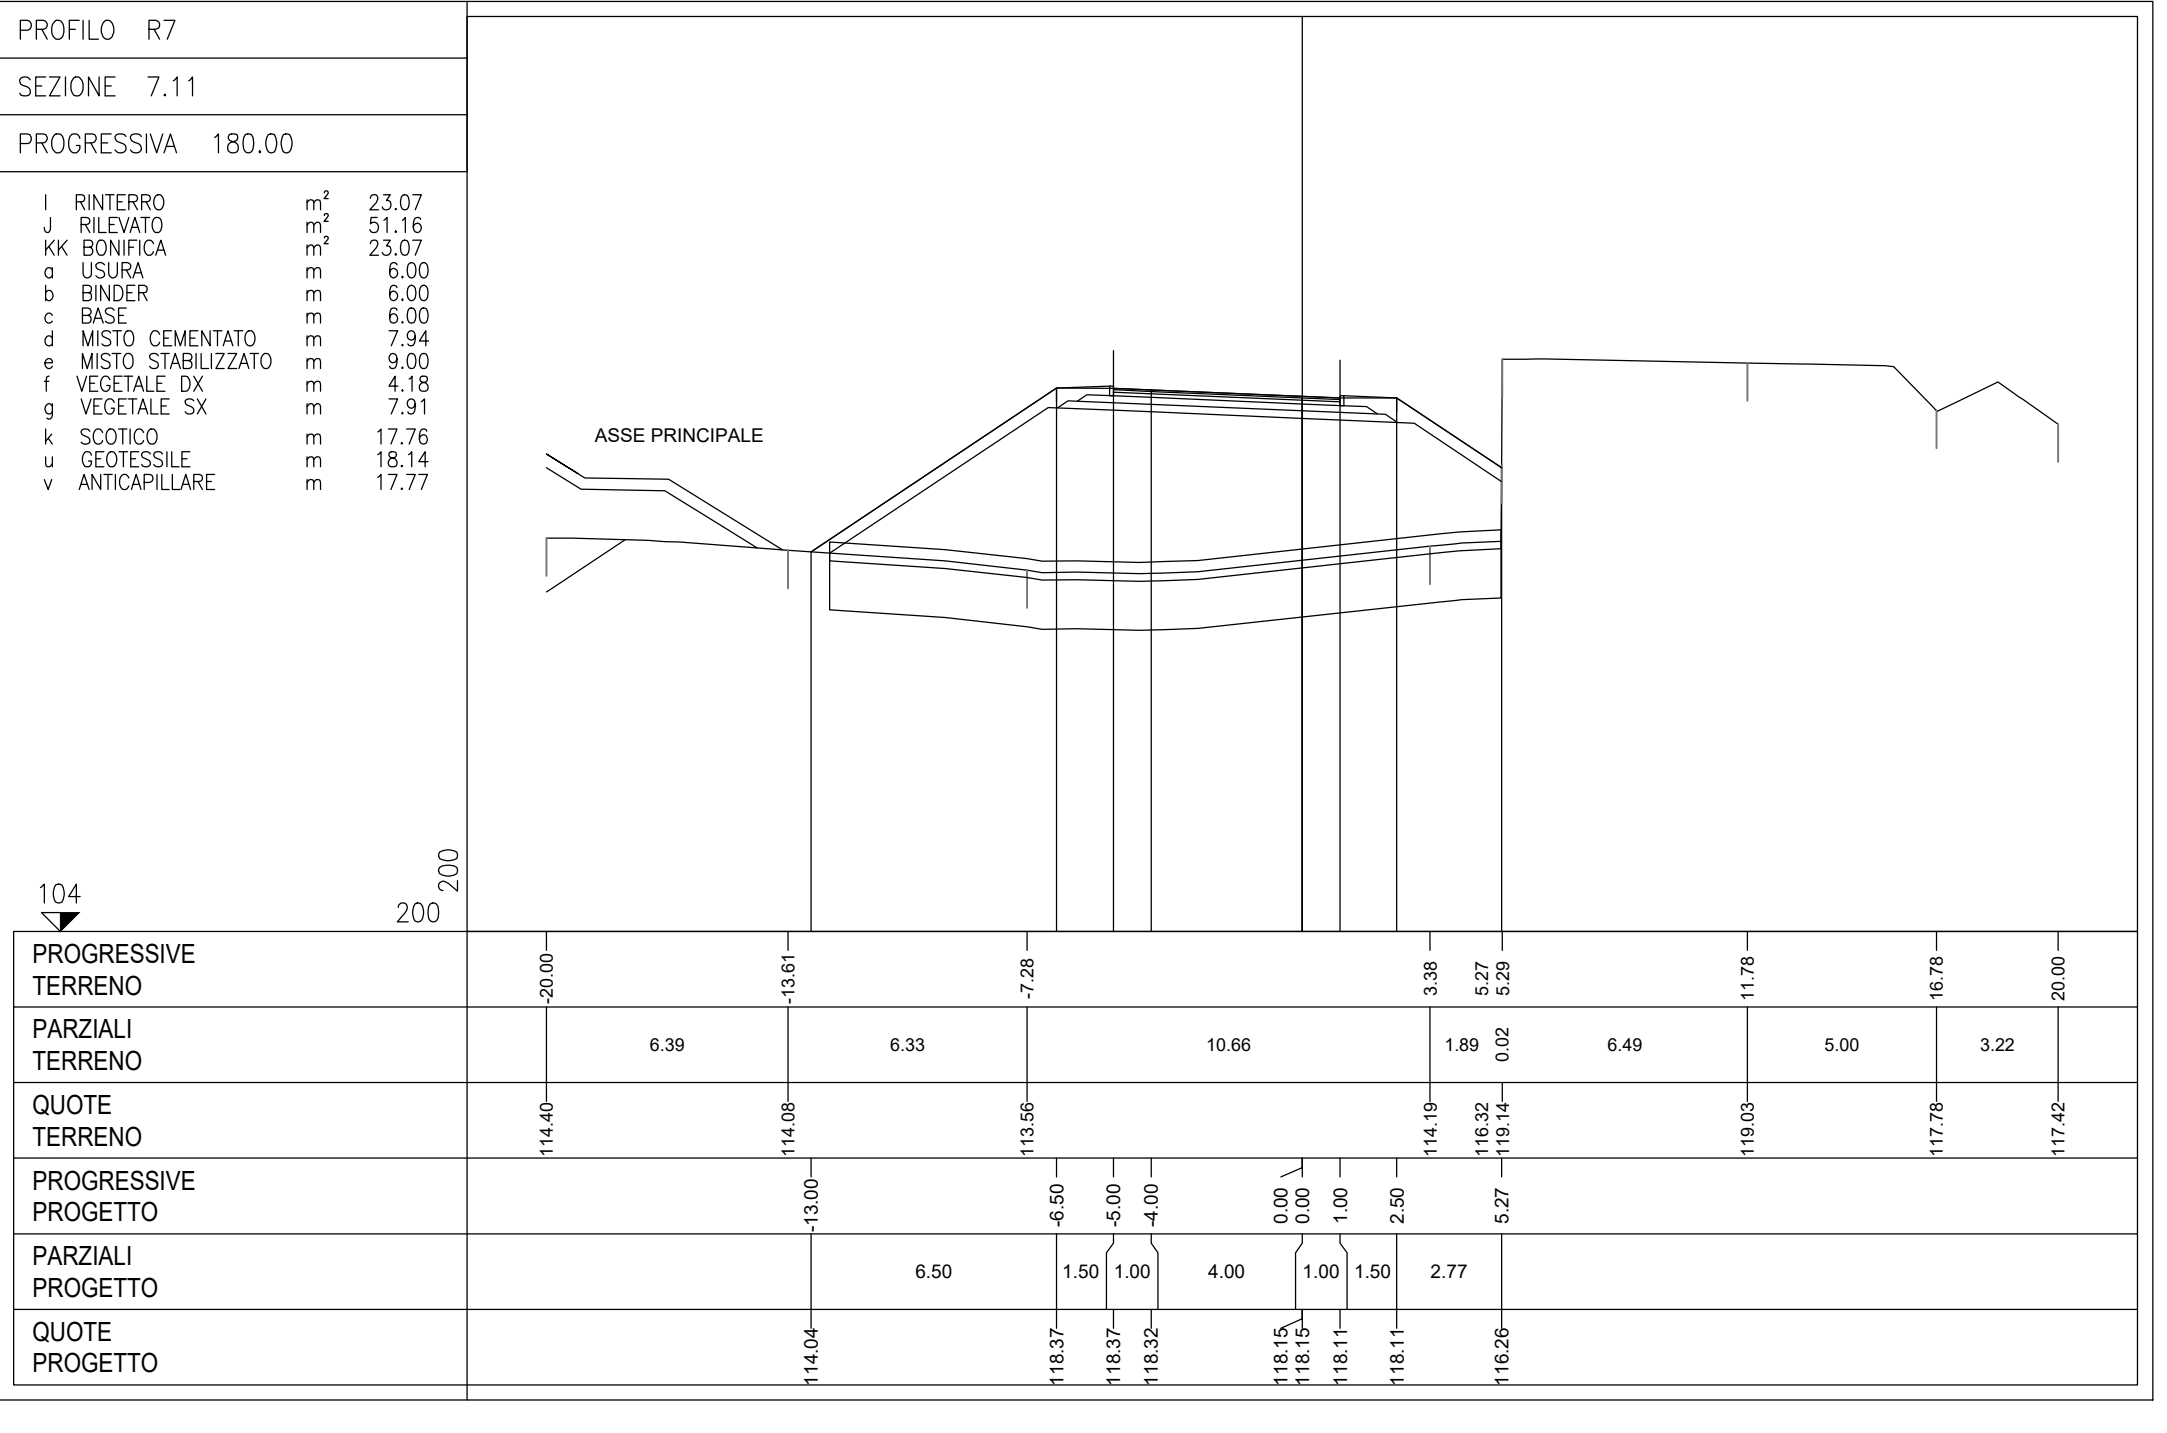 PROFILO R7
SEZIONE 7.11
PROGRESSIVA 180.00
I RINTERRO m² 23.07
J RILEVATO m² 51.16
KK BONIFICA m² 23.07
a USURA m 6.00
b BINDER m 6.00
c BASE m 6.00
d MISTO CEMENTATO m 7.94
e MISTO STABILIZZATO m 9.00
f VEGETALE DX m 4.18
g VEGETALE SX m 7.91
k SCOTICO m 17.76
u GEOTESSILE m 18.14
v ANTICAPILLARE m 17.77
ASSE PRINCIPALE
200
104
200
PROGRESSIVE
TERRENO
-20.00 -13.61 -7.28 3.38 5.27 5.29 11.78 16.78 20.00
PARZIALI
TERRENO
6.39 6.33 10.66 1.89 0.02 6.49 5.00 3.22
QUOTE
TERRENO
114.40 114.08 113.56 114.19 116.32 119.14 119.03 117.78 117.42
PROGRESSIVE
PROGETTO
-13.00 -6.50 -5.00 -4.00 0.00 0.00 1.00 2.50 5.27
PARZIALI
PROGETTO
6.50 1.50 1.00 4.00 1.00 1.50 2.77
QUOTE
PROGETTO
114.04 118.37 118.37 118.32 118.15 118.15 118.11 118.11 116.26